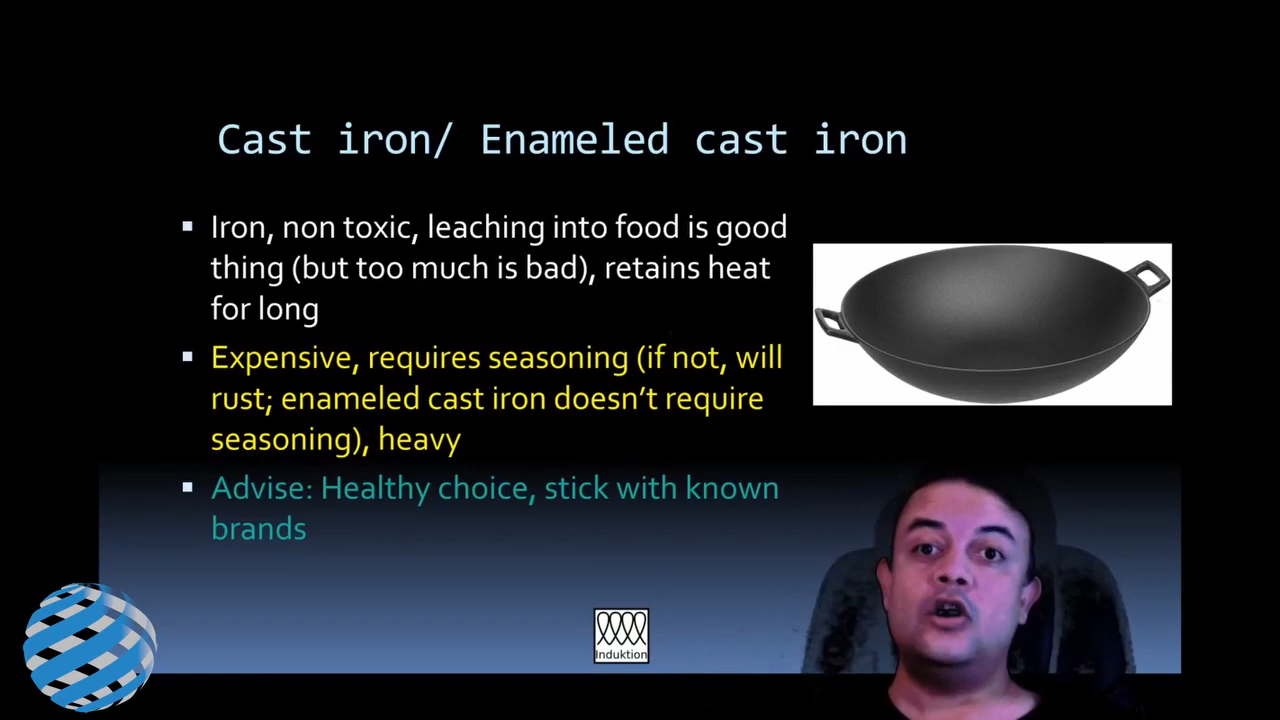 Cast iron/ Enameled cast iron
Iron, non toxic, leaching into food is good
thing (but too much is bad), retains heat
for long
Expensive, requires seasoning (if not, will
rust; enameled cast iron doesn't require
seasoning), heavy
Advise: Healthy choice, stick with known
brands
Induktion